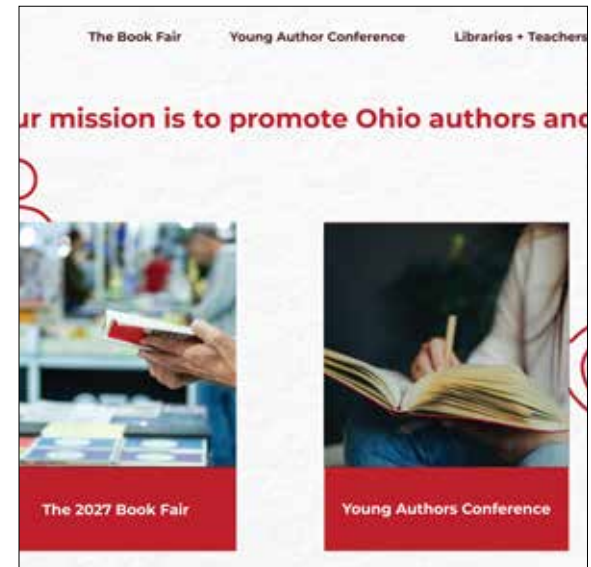 The Book Fair Young Author Conference Libraries + Teachers
ur mission is to promote Ohio authors and
The 2027 Book Fair
Young Authors Conference